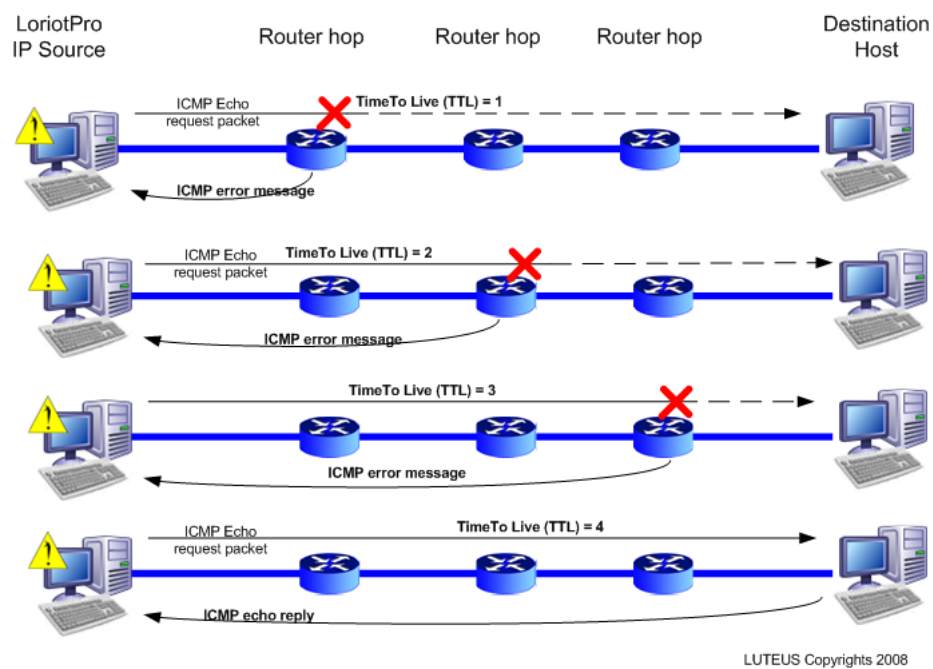 LoriotPro
IP Source
Router hop
Router hop
Router hop
Destination
Host
ICMP Echo
request packet
TimeTo Live (TTL) = 1
ICMP error message
ICMP Echo
request packet
TimeTo Live (TTL) = 2
ICMP error message
TimeTo Live (TTL) = 3
ICMP error message
ICMP Echo
request packet
TimeTo Live (TTL) = 4
ICMP echo reply
LUTEUS Copyrights 2008